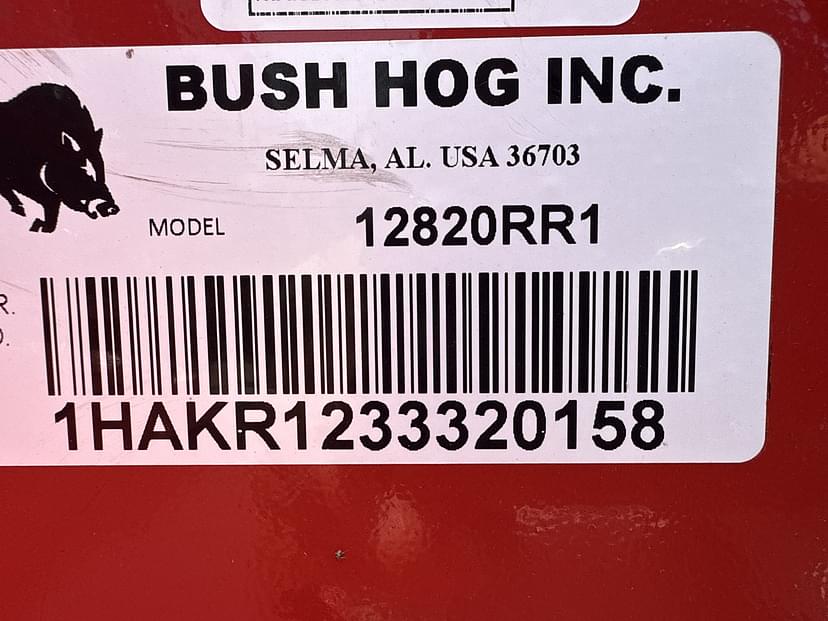 BUSH HOG INC.
SELMA, AL. USA 36703
MODEL 12820RR1
R.
1HAKR1233320158